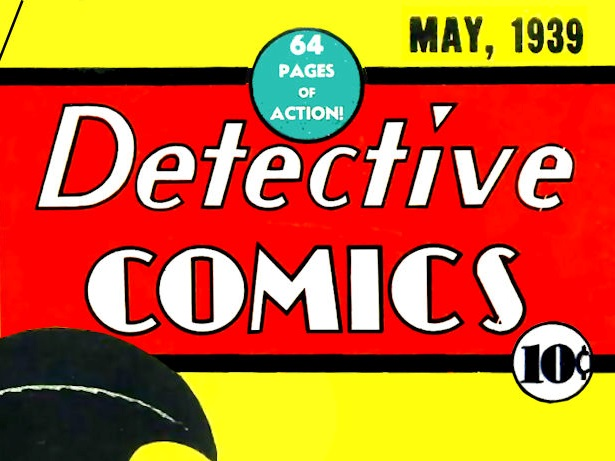 MAY, 1939
64
PAGES
OF
ACTION!
Detective
COMICS
10¢